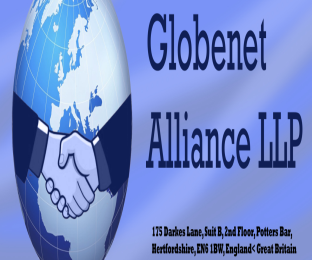 Globenet
Alliance LLP
175 Darkes Lane, Suit B, 2nd Floor, Potters Bar,
Hertfordshire, EN6 1BW, England< Great Britain